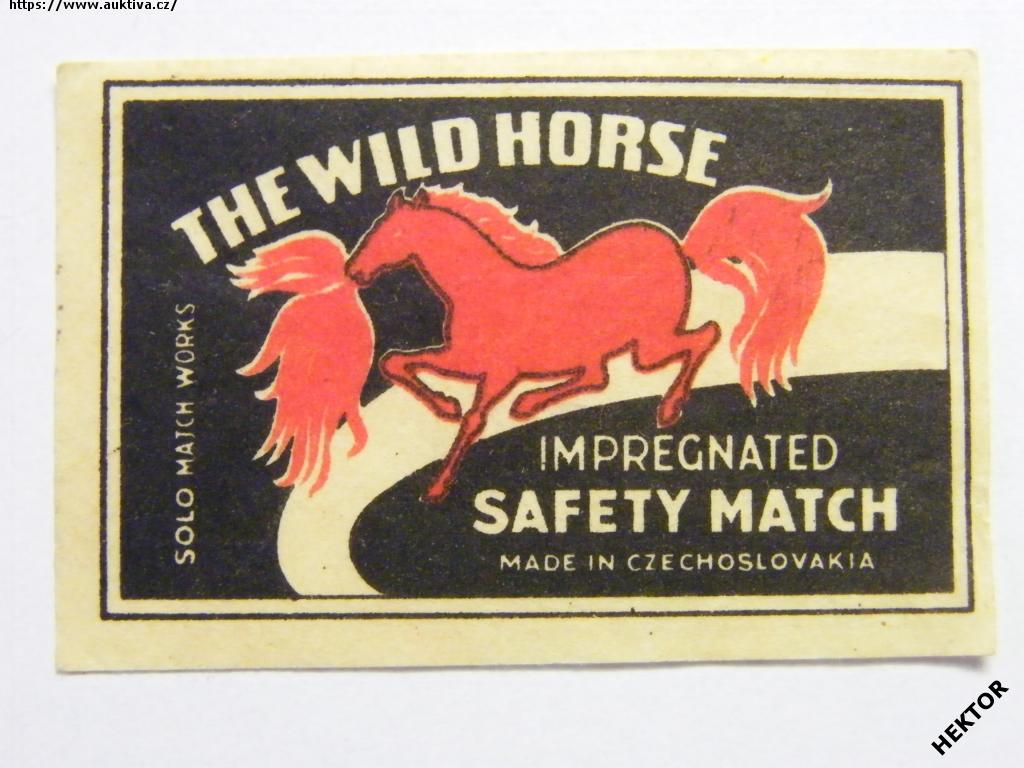 https://www.auktiva.cz/
THE WILD HORSE
SOLO MATCH WORKS
IMPREGNATED
SAFETY MATCH
MADE IN CZECHOSLOVAKIA
HEKTOR